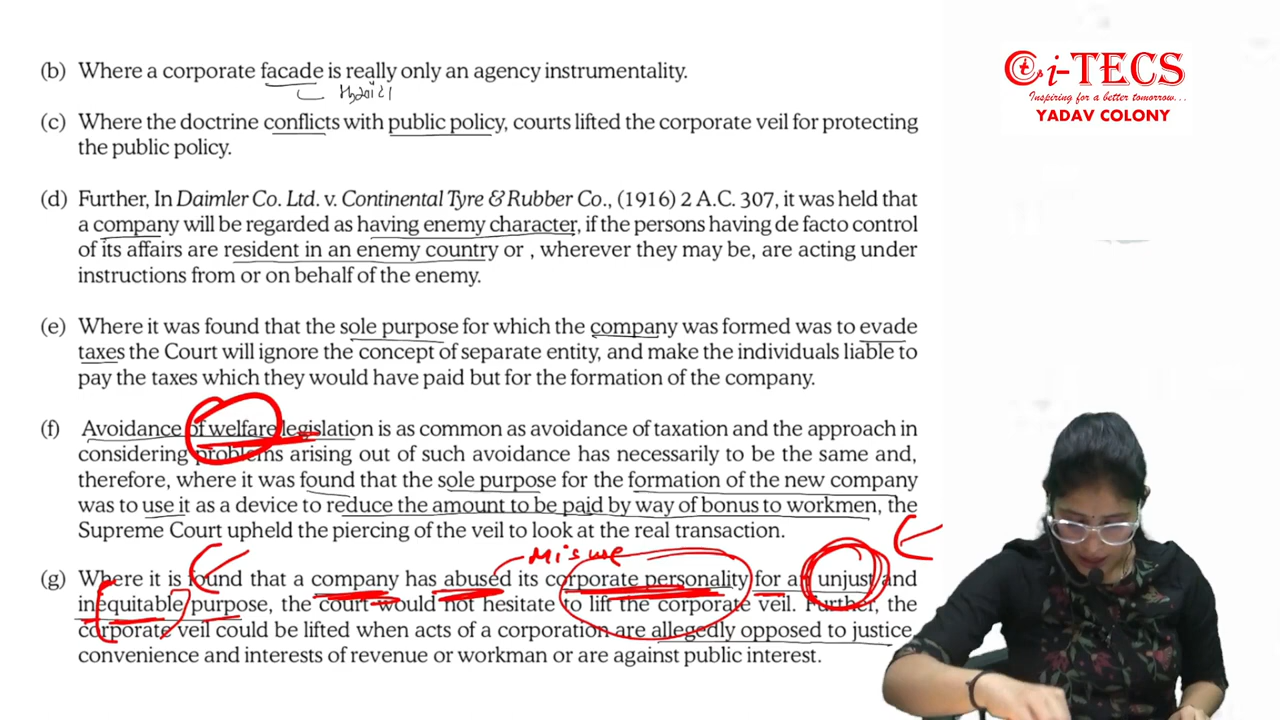 (b) Where a corporate facade is really only an agency instrumentality.
(c) Where the doctrine conflicts with public policy, courts lifted the corporate veil for protecting
the public policy.
(d) Further, In Daimler Co. Ltd. v. Continental Tyre & Rubber Co., (1916) 2 A.C. 307, it was held that
a company will be regarded as having enemy character, if the persons having de facto control
of its affairs are resident in an enemy country or , wherever they may be, are acting under
instructions from or on behalf of the enemy.
(e) Where it was found that the sole purpose for which the company was formed was to evade
taxes the Court will ignore the concept of separate entity, and make the individuals liable to
pay the taxes which they would have paid but for the formation of the company.
(f) Avoidance of welfare legislation is as common as avoidance of taxation and the approach in
considering problems arising out of such avoidance has necessarily to be the same and,
therefore, where it was found that the sole purpose for the formation of the new company
was to use it as a device to reduce the amount to be paid by way of bonus to workmen, the
Supreme Court upheld the piercing of the veil to look at the real transaction.
Misuse
(g) Where it is found that a company has abused its corporate personality for an unjust and
inequitable purpose, the court would not hesitate to lift the corporate veil. Further, the
corporate veil could be lifted when acts of a corporation are allegedly opposed to justice,
convenience and interests of revenue or workman or are against public interest.
i-TECS
Inspiring for a better tomorrow...
YADAV COLONY